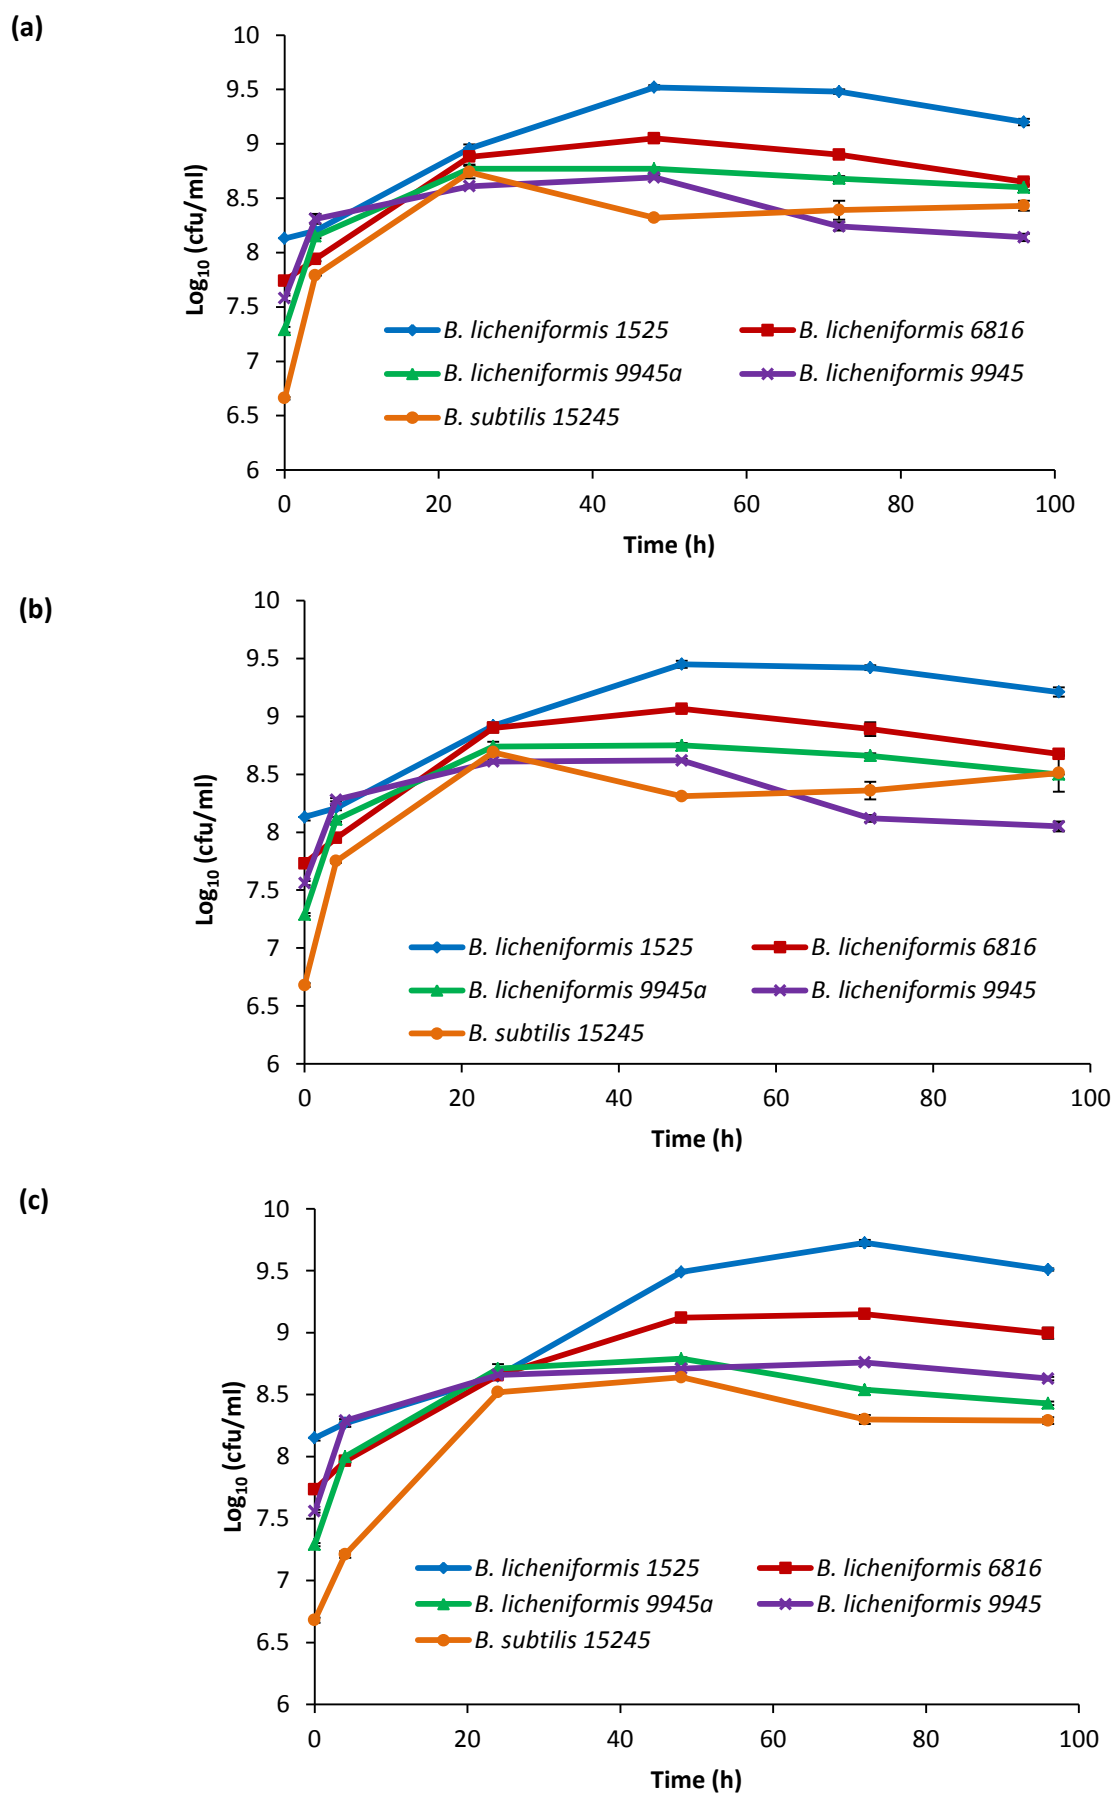 (a)
10
9.5
9
8.5
8
7.5
7
6.5
6
Log10 (cfu/ml)
B. licheniformis 1525
B. licheniformis 6816
B. licheniformis 9945a
B. licheniformis 9945
B. subtilis 15245
0 20 40 60 80 100
Time (h)
(b)
10
9.5
9
8.5
8
7.5
7
6.5
6
Log10 (cfu/ml)
B. licheniformis 1525
B. licheniformis 6816
B. licheniformis 9945a
B. licheniformis 9945
B. subtilis 15245
0 20 40 60 80 100
Time (h)
(c)
10
9.5
9
8.5
8
7.5
7
6.5
6
Log10 (cfu/ml)
B. licheniformis 1525
B. licheniformis 6816
B. licheniformis 9945a
B. licheniformis 9945
B. subtilis 15245
0 20 40 60 80 100
Time (h)